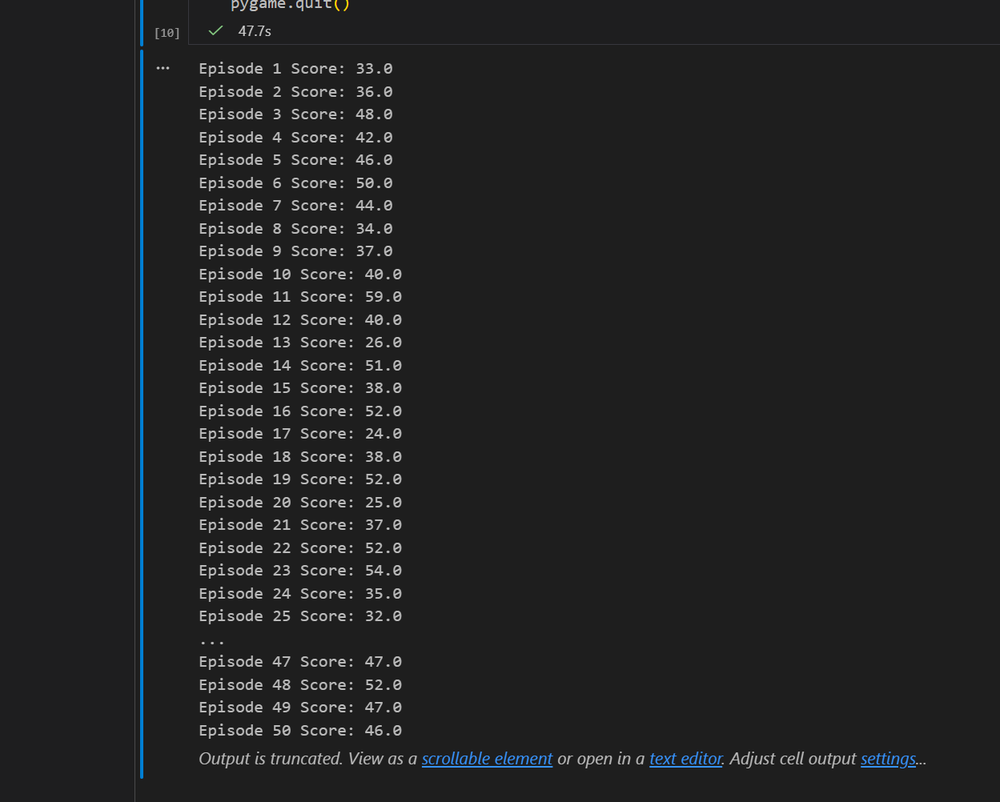 pygame.quit()
[10]
47.7s
...
Episode 1 Score: 33.0
Episode 2 Score: 36.0
Episode 3 Score: 48.0
Episode 4 Score: 42.0
Episode 5 Score: 46.0
Episode 6 Score: 50.0
Episode 7 Score: 44.0
Episode 8 Score: 34.0
Episode 9 Score: 37.0
Episode 10 Score: 40.0
Episode 11 Score: 59.0
Episode 12 Score: 40.0
Episode 13 Score: 26.0
Episode 14 Score: 51.0
Episode 15 Score: 38.0
Episode 16 Score: 52.0
Episode 17 Score: 24.0
Episode 18 Score: 38.0
Episode 19 Score: 52.0
Episode 20 Score: 25.0
Episode 21 Score: 37.0
Episode 22 Score: 52.0
Episode 23 Score: 54.0
Episode 24 Score: 35.0
Episode 25 Score: 32.0
...
Episode 47 Score: 47.0
Episode 48 Score: 52.0
Episode 49 Score: 47.0
Episode 50 Score: 46.0
Output is truncated. View as a scrollable element or open in a text editor. Adjust cell output settings...